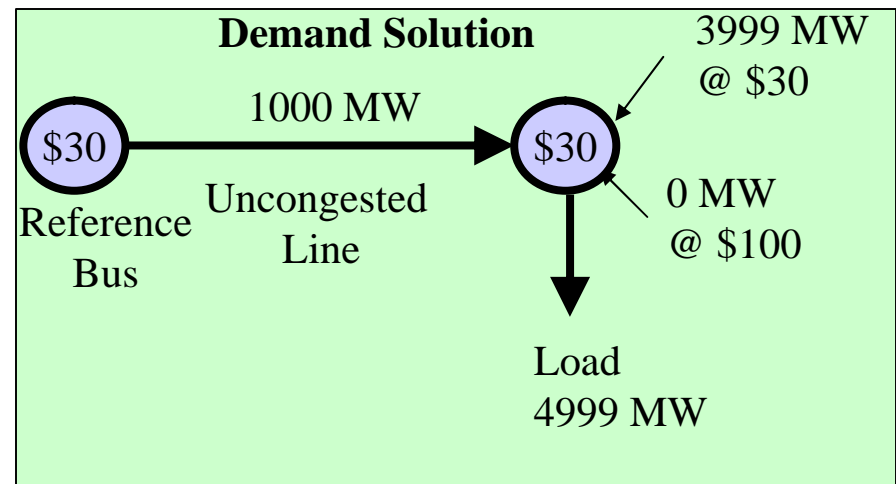 Demand Solution
3999 MW
@ $30
1000 MW
$30
$30
Uncongested
Line
Reference
Bus
0 MW
@ $100
Load
4999 MW